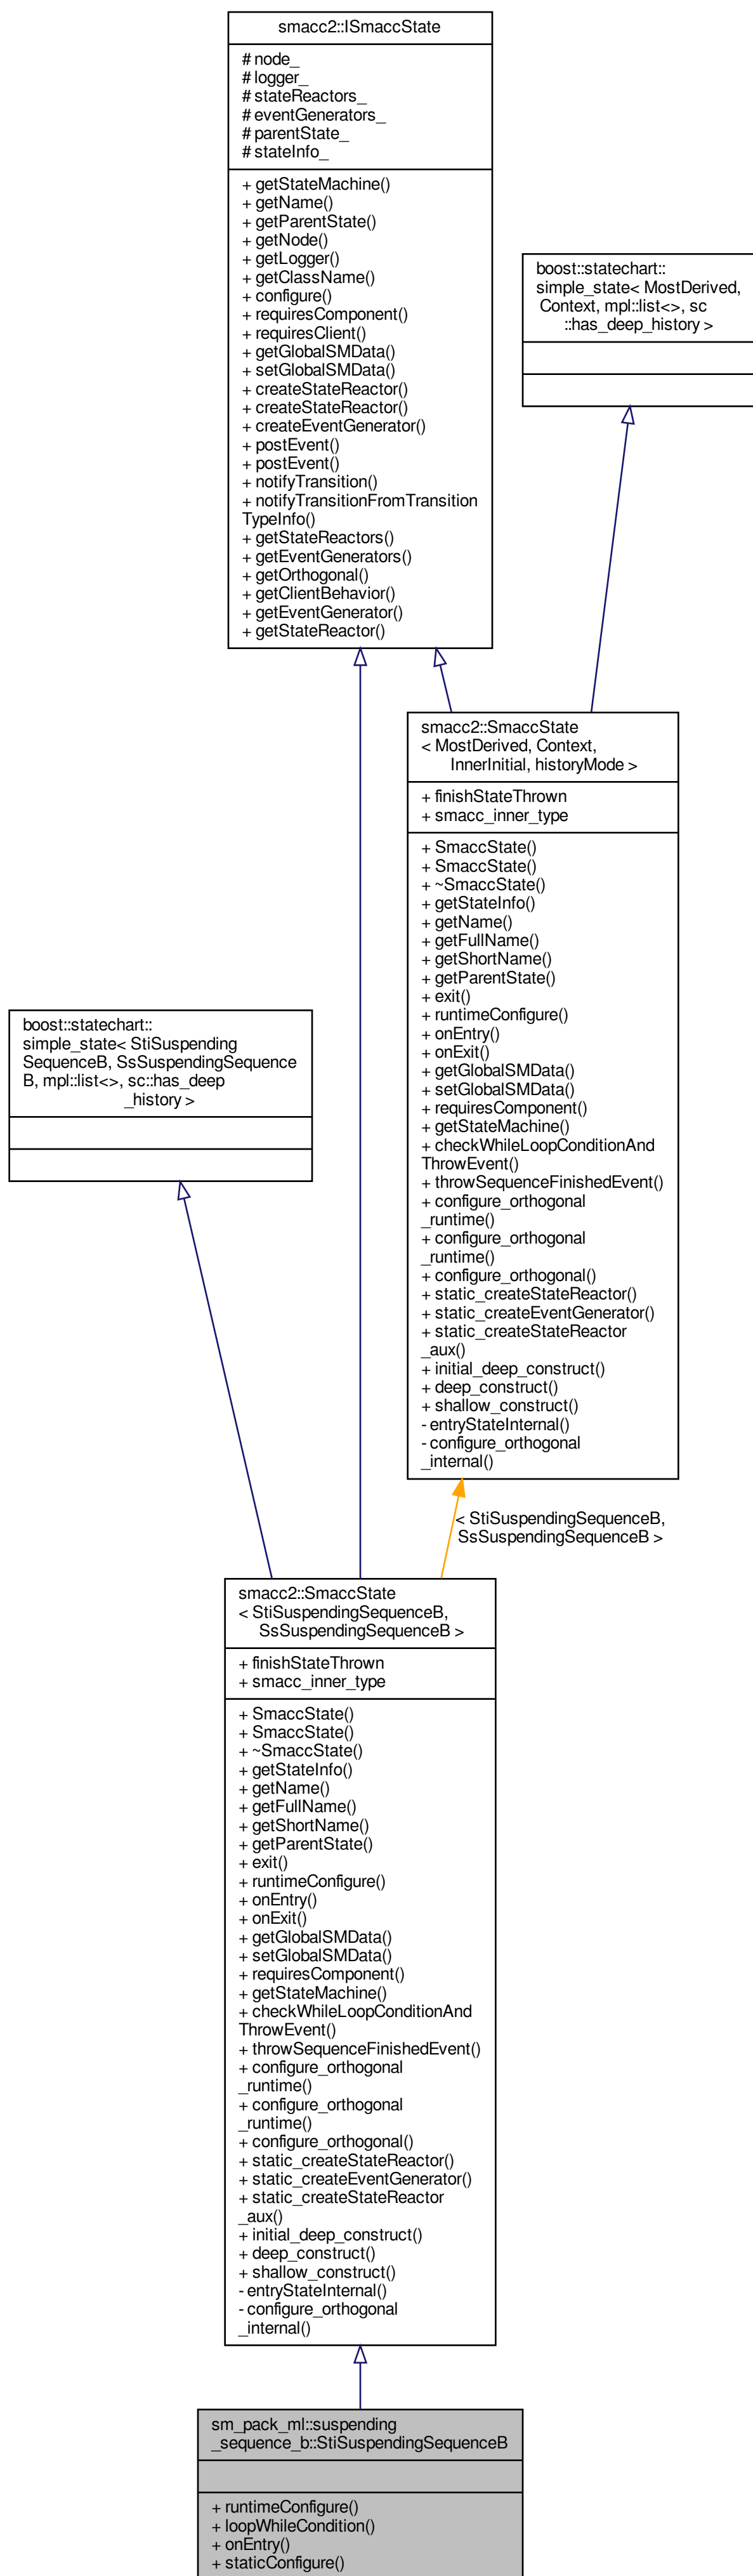 smacc2::ISmaccState
# node_
# logger_
# stateReactors_
# eventGenerators_
# parentState_
# stateInfo_
+ getStateMachine()
+ getName()
+ getParentState()
+ getNode()
+ getLogger()
+ getClassName()
+ configure()
+ requiresComponent()
+ requiresClient()
+ getGlobalSMData()
+ setGlobalSMData()
+ createStateReactor()
+ createStateReactor()
+ createEventGenerator()
+ postEvent()
+ postEvent()
+ notifyTransition()
+ notifyTransitionFromTransition
TypeInfo()
+ getStateReactors()
+ getEventGenerators()
+ getOrthogonal()
+ getClientBehavior()
+ getEventGenerator()
+ getStateReactor()
boost::statechart::
simple_state< MostDerived,
Context, mpl::list<>, sc
::has_deep_history >
smacc2::SmaccState
< MostDerived, Context,
InnerInitial, historyMode >
+ finishStateThrown
+ smacc_inner_type
+ SmaccState()
+ SmaccState()
+ ~SmaccState()
+ getStateInfo()
+ getName()
+ getFullName()
+ getShortName()
+ getParentState()
+ exit()
+ runtimeConfigure()
+ onEntry()
+ onExit()
+ getGlobalSMData()
+ setGlobalSMData()
+ requiresComponent()
+ getStateMachine()
+ checkWhileLoopConditionAnd
ThrowEvent()
+ throwSequenceFinishedEvent()
+ configure_orthogonal
_runtime()
+ configure_orthogonal
_runtime()
+ configure_orthogonal()
+ static_createStateReactor()
+ static_createEventGenerator()
+ static_createStateReactor
_aux()
+ initial_deep_construct()
+ deep_construct()
+ shallow_construct()
- entryStateInternal()
- configure_orthogonal
_internal()
boost::statechart::
simple_state< StiSuspending
SequenceB, SsSuspendingSequence
B, mpl::list<>, sc::has_deep
_history >
< StiSuspendingSequenceB,
SsSuspendingSequenceB >
smacc2::SmaccState
< StiSuspendingSequenceB,
SsSuspendingSequenceB >
+ finishStateThrown
+ smacc_inner_type
+ SmaccState()
+ SmaccState()
+ ~SmaccState()
+ getStateInfo()
+ getName()
+ getFullName()
+ getShortName()
+ getParentState()
+ exit()
+ runtimeConfigure()
+ onEntry()
+ onExit()
+ getGlobalSMData()
+ setGlobalSMData()
+ requiresComponent()
+ getStateMachine()
+ checkWhileLoopConditionAnd
ThrowEvent()
+ throwSequenceFinishedEvent()
+ configure_orthogonal
_runtime()
+ configure_orthogonal
_runtime()
+ configure_orthogonal()
+ static_createStateReactor()
+ static_createEventGenerator()
+ static_createStateReactor
_aux()
+ initial_deep_construct()
+ deep_construct()
+ shallow_construct()
- entryStateInternal()
- configure_orthogonal
_internal()
sm_pack_ml::suspending
_sequence_b::StiSuspendingSequenceB
+ runtimeConfigure()
+ loopWhileCondition()
+ onEntry()
+ staticConfigure()